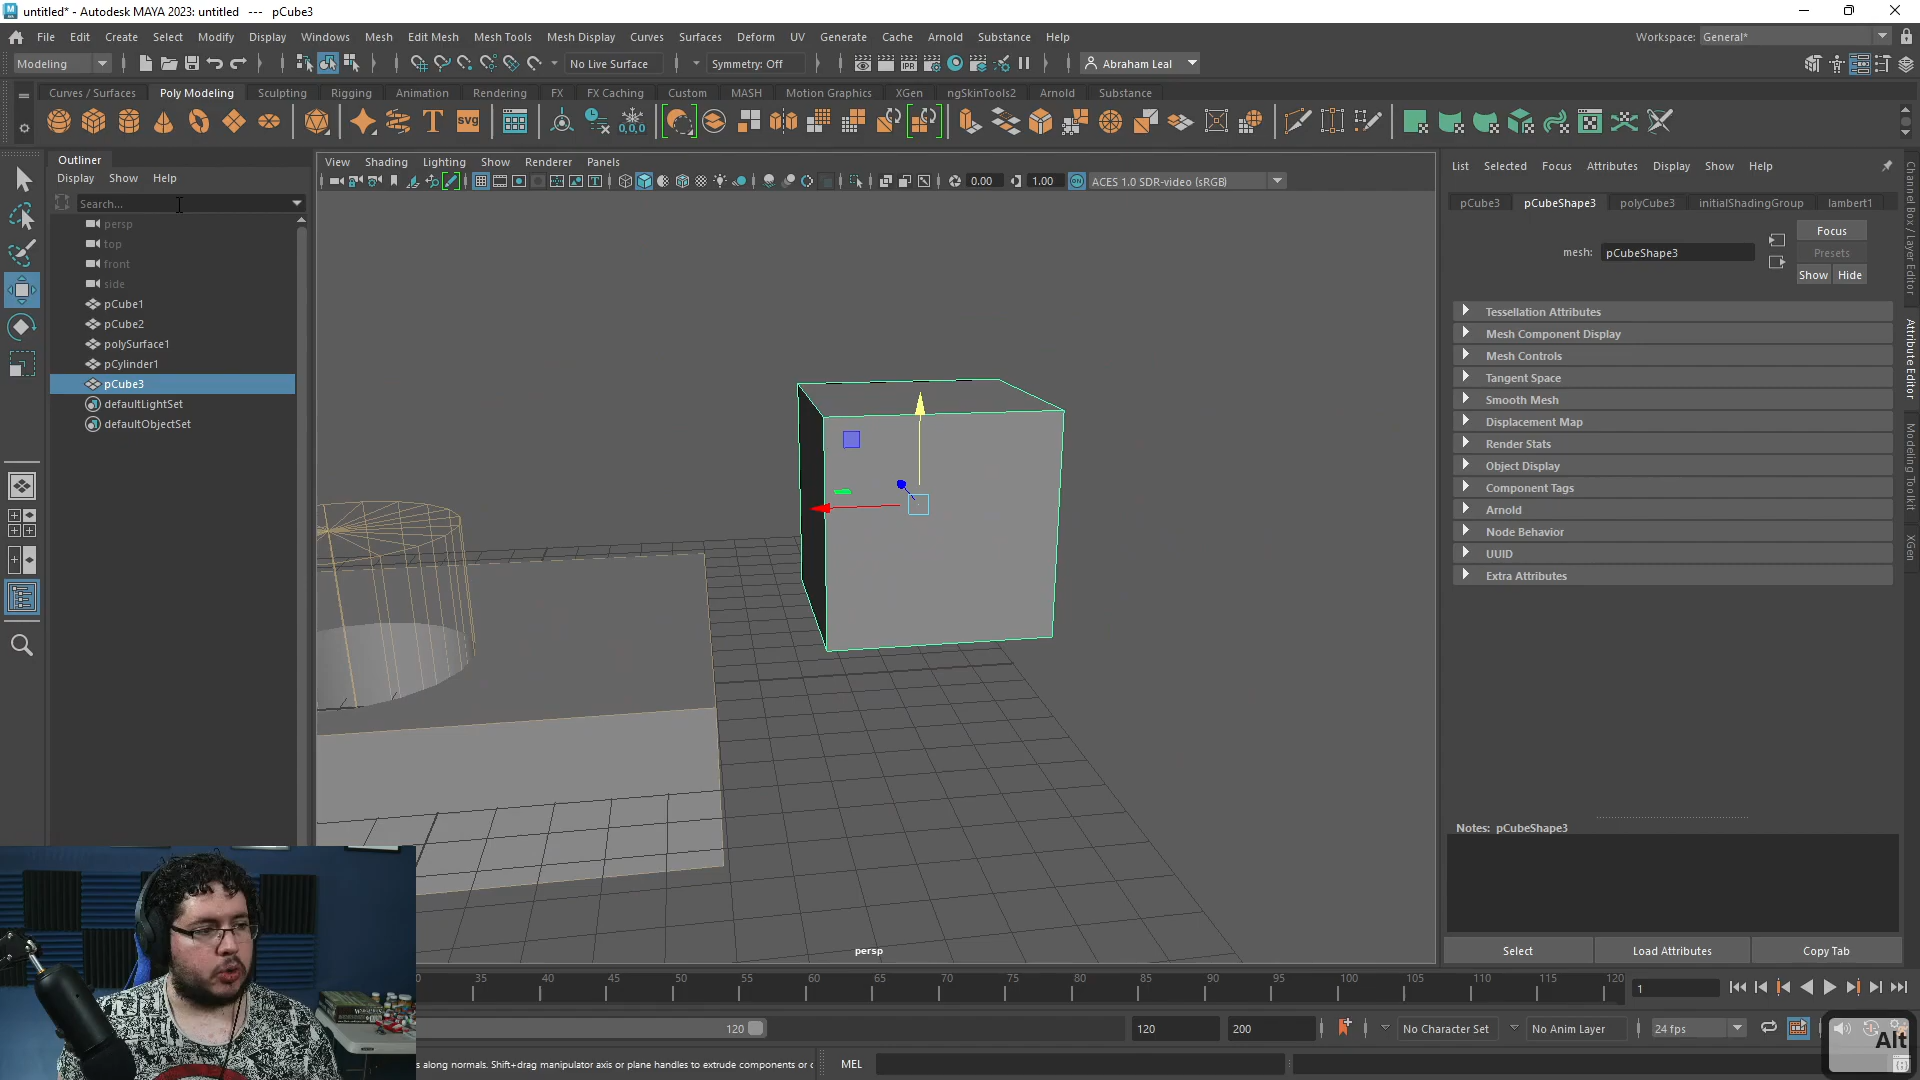 untitled* - Autodesk MAYA 2023: untitled --- pCube3
File Edit Create Select Modify Display Windows Mesh Edit Mesh Mesh Tools Mesh Display Curves Surfaces Deform UV Generate Cache Arnold Substance Help
Workspace: General*
Modeling No Live Surface Symmetry: Off Abraham Leal
Curves / Surfaces Poly Modeling Sculpting Rigging Animation Rendering FX FX Caching Custom MASH Motion Graphics XGen ngSkinTools2 Arnold Substance
T SVG IPR 0,0,0
Outliner
Display Show Help
Search...
persp
top
front
side
pCube1
pCube2
polySurface1
pCylinder1
pCube3
defaultLightSet
defaultObjectSet
View Shading Lighting Show Renderer Panels
0.00 1.00 ON ACES 1.0 SDR-video (sRGB)
persp
List Selected Focus Attributes Display Show Help
pCube3 pCubeShape3 polyCube3 initialShadingGroup lambert1
mesh: pCubeShape3
Focus
Presets
Show Hide
Tessellation Attributes
Mesh Component Display
Mesh Controls
Tangent Space
Smooth Mesh
Displacement Map
Render Stats
Object Display
Component Tags
Arnold
Node Behavior
UUID
Extra Attributes
Notes: pCubeShape3
Select Load Attributes Copy Tab
Channel Box / Layer Editor
Attribute Editor
Modeling Toolkit
XGen
35 40 45 50 55 60 65 70 75 80 85 90 95 100 105 110 115 120
1
120 120 200 No Character Set No Anim Layer 24 fps
along normals. Shift+drag manipulator axis or plane handles to extrude components or
MEL
Alt